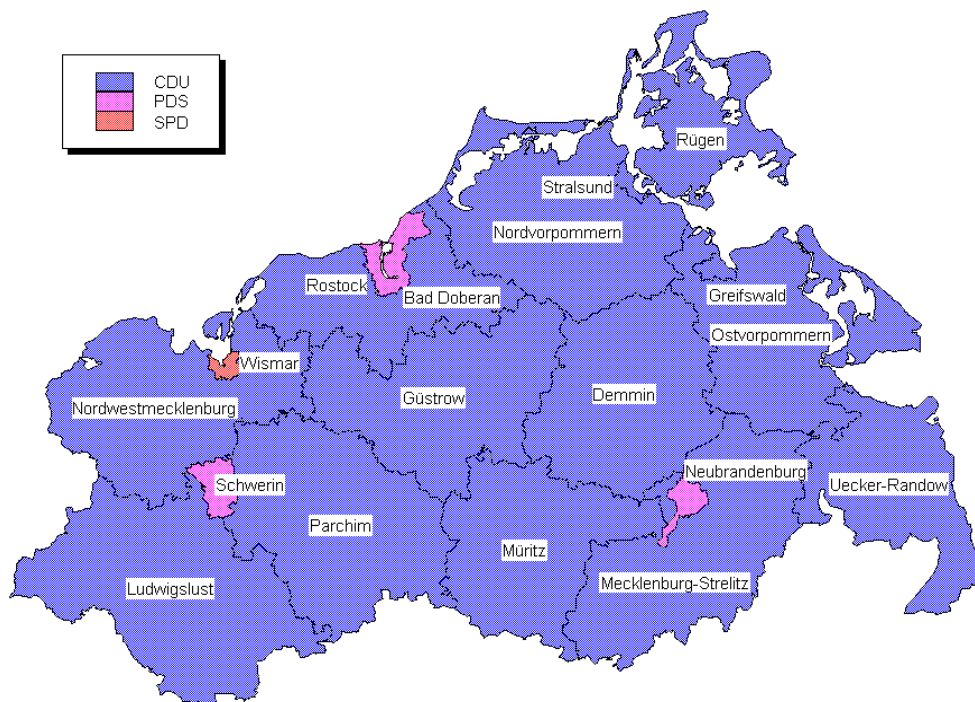 CDU
PDS
SPD
Rügen
Stralsund
Nordvorpommern
Rostock
Bad Doberan
Greifswald
Ostvorpommern
Wismar
Nordwestmecklenburg
Güstrow
Demmin
Schwerin
Neubrandenburg
Uecker-Randow
Parchim
Müritz
Ludwigslust
Mecklenburg-Strelitz